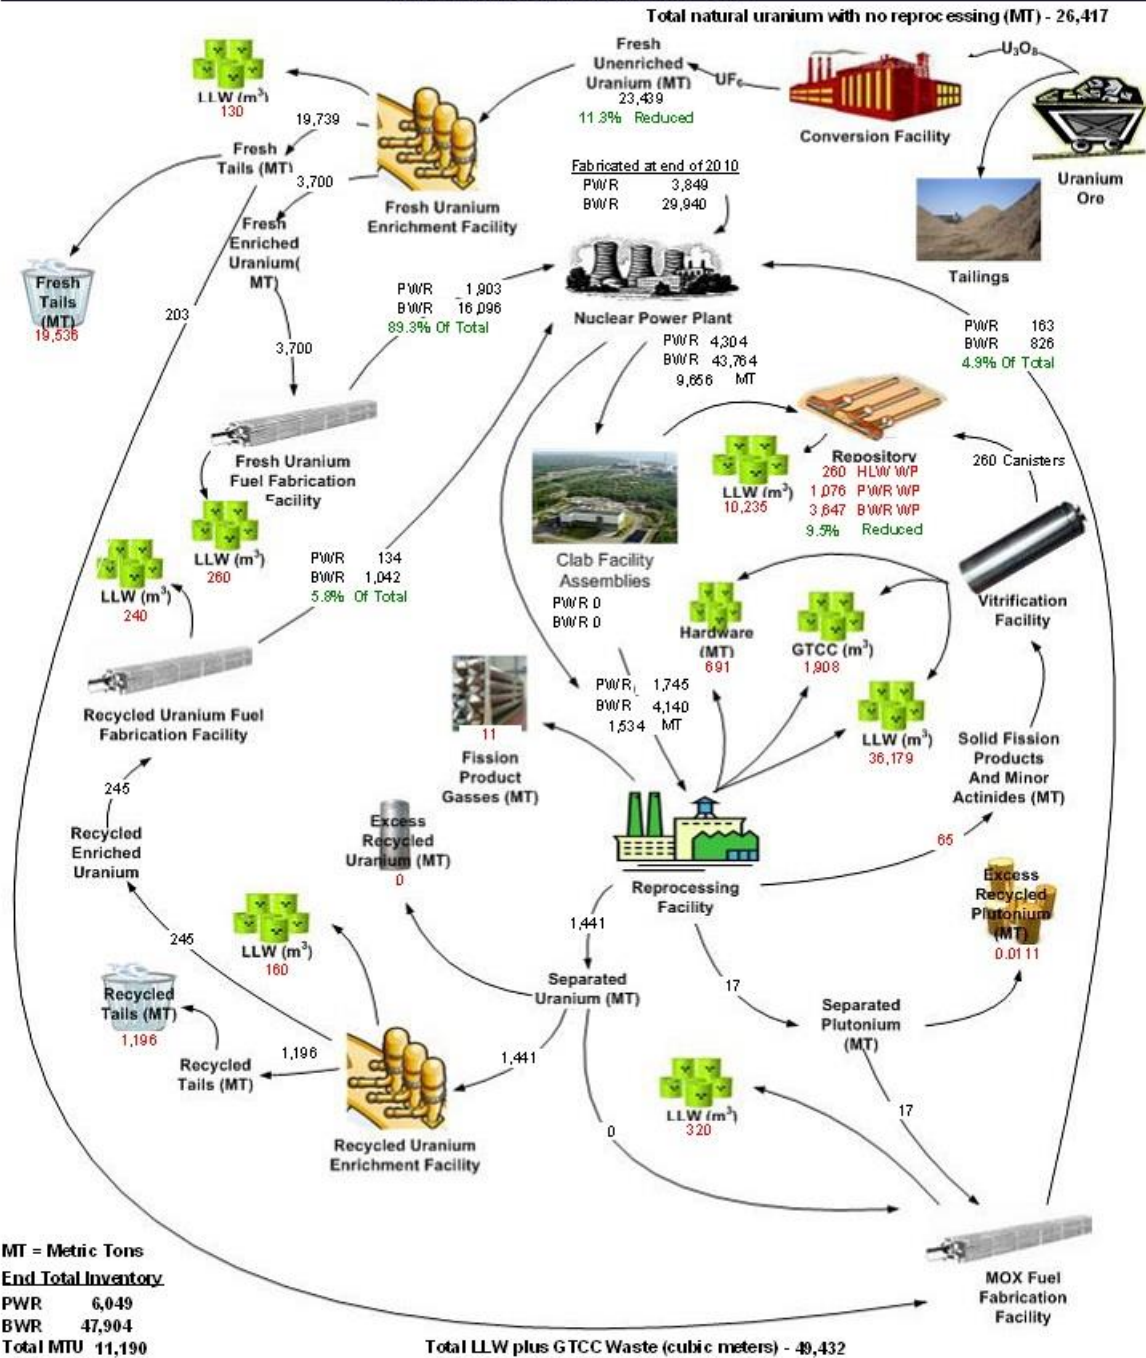 Total natural uranium with no reprocessing (MT) - 26,417
Fresh
Unenriched
Uranium (MT)
23,439
11.3% Reduced
UF6
U3O8
Conversion Facility
Uranium
Ore
Tailings
LLW (m³)
130
19,739
Fresh
Tails (MT)
3,700
Fresh Uranium
Enrichment Facility
Fresh
Enriched
Uranium(
MT)
Fresh
Tails
(MT)
19,536
203
3,700
Fabricated at end of 2010
PWR 3,849
BWR 29,940
Nuclear Power Plant
PWR 1,903
BWR 16,096
89.3% Of Total
PWR 4,304
BWR 43,764
9,656 MT
PWR 163
BWR 826
4.9% Of Total
Fresh Uranium
Fuel Fabrication
Facility
LLW (m³)
260
LLW (m³)
240
PWR 134
BWR 1,042
5.8% Of Total
Clab Facility
Assemblies
PWR 0
BWR 0
LLW (m³)
10,235
Repository
260 HLW WP
1,076 PWR WP
3,647 BWR WP
9.5% Reduced
260 Canisters
Vitrification
Facility
Hardware
(MT)
691
GTCC (m³)
1,908
LLW (m³)
36,179
Solid Fission
Products
And Minor
Actinides (MT)
65
PWR 1,745
BWR 4,140
1,534 MT
11
Fission
Product
Gasses (MT)
Recycled Uranium Fuel
Fabrication Facility
245
Recycled
Enriched
Uranium
245
Excess
Recycled
Uranium (MT)
0
Reprocessing
Facility
Excess
Recycled
Plutonium
(MT)
0.0111
1,441
17
Separated
Uranium (MT)
Separated
Plutonium
(MT)
LLW (m³)
160
Recycled
Tails (MT)
1,196
Recycled
Tails (MT)
1,196
1,441
Recycled Uranium
Enrichment Facility
LLW (m³)
320
0
17
MOX Fuel
Fabrication
Facility
MT = Metric Tons
End Total Inventory
PWR 6,049
BWR 47,904
Total MTU 11,190
Total LLW plus GTCC Waste (cubic meters) - 49,432